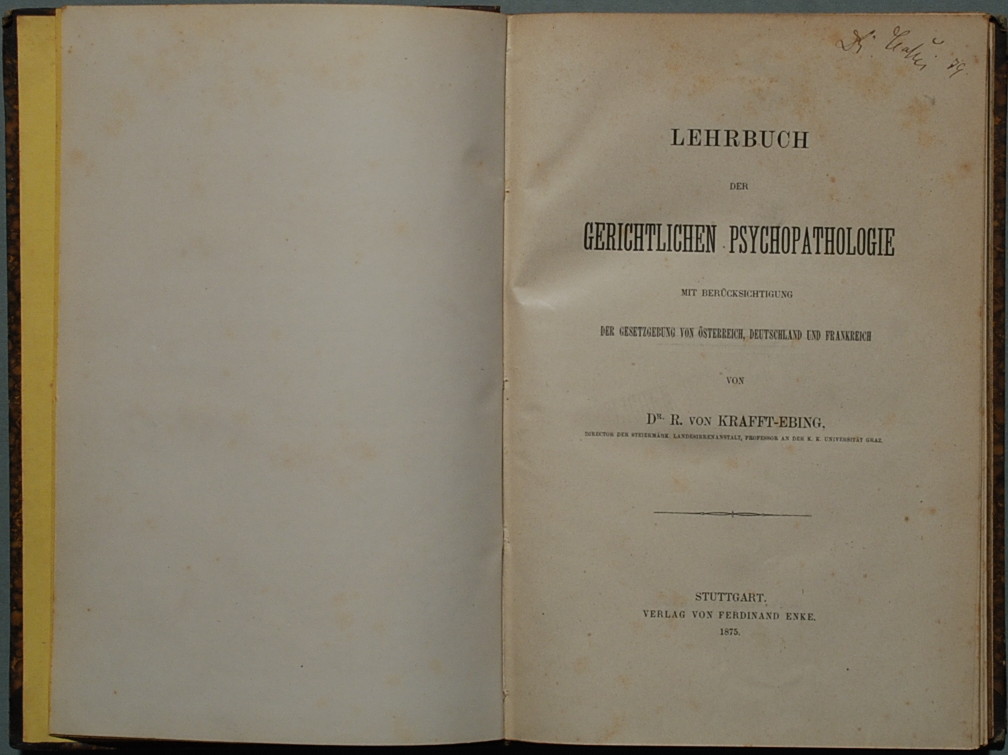 Dr.
LEHRBUCH
DER
GERICHTLICHEN PSYCHOPATHOLOGIE
MIT BERÜCKSICHTIGUNG
DER GESETZGEBUNG VON ÖSTERREICH, DEUTSCHLAND UND FRANKREICH
VON
DR. R. VON KRAFFT-EBING,
DIRECTOR DER STEIERMÄRK. LANDESIRRENANSTALT, PROFESSOR AN DER K. K. UNIVERSITÄT GRAZ.
STUTTGART.
VERLAG VON FERDINAND ENKE.
1875.